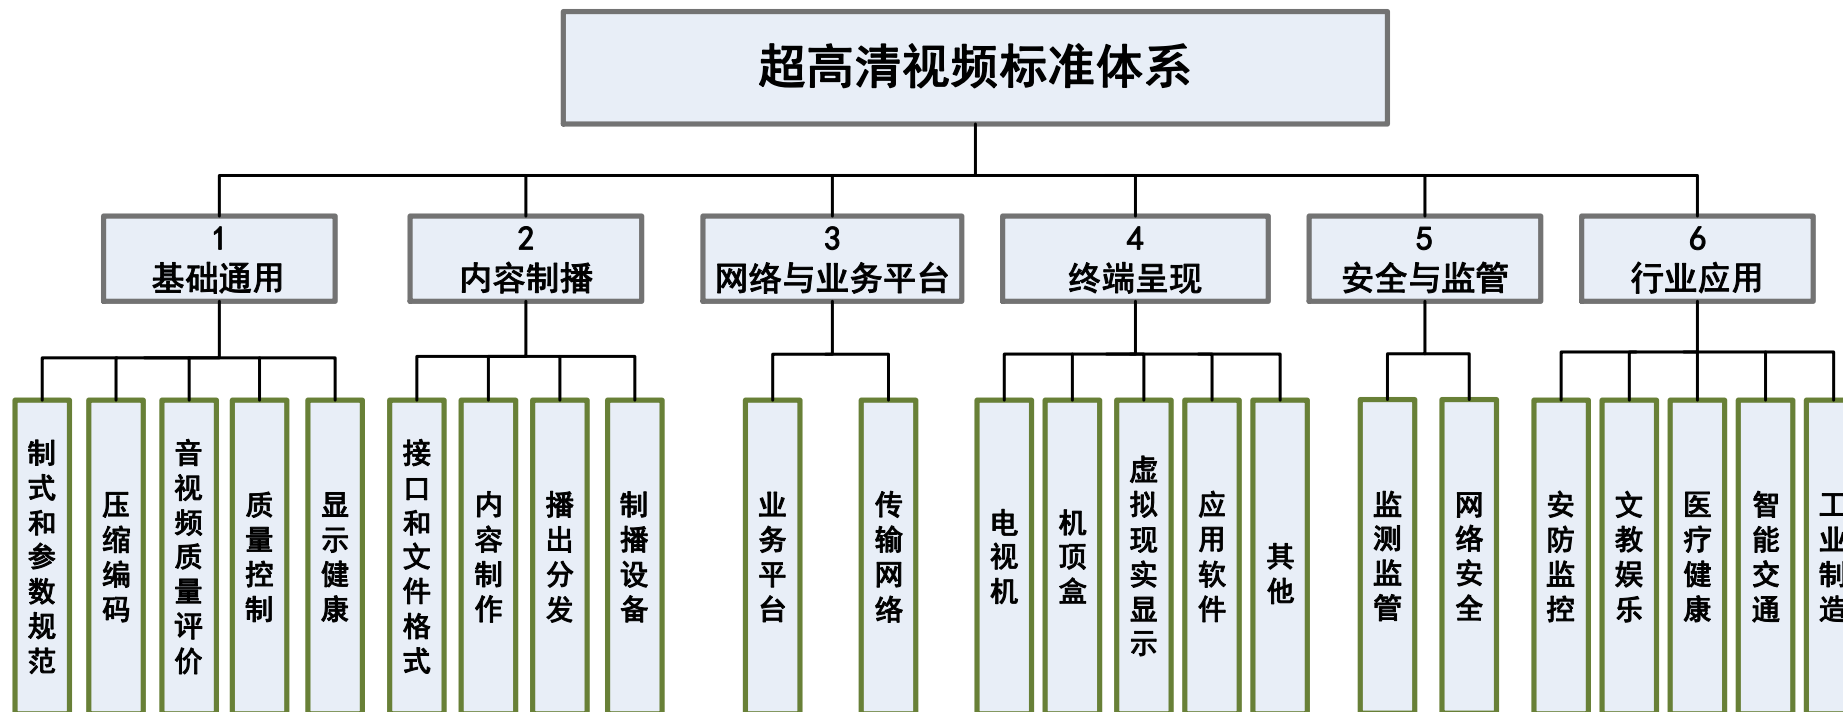 超高清视频标准体系
1
基础通用
2
内容制播
3
网络与业务平台
4
终端呈现
5
安全与监管
6
行业应用
制式和参数规范
压缩编码
音视频质量评价
质量控制
显示健康
接口和文件格式
内容制作
播出分发
制播设备
业务平台
传输网络
电视机
机顶盒
虚拟现实显示
应用软件
其他
监测监管
网络安全
安防监控
文教娱乐
医疗健康
智能交通
工业制造